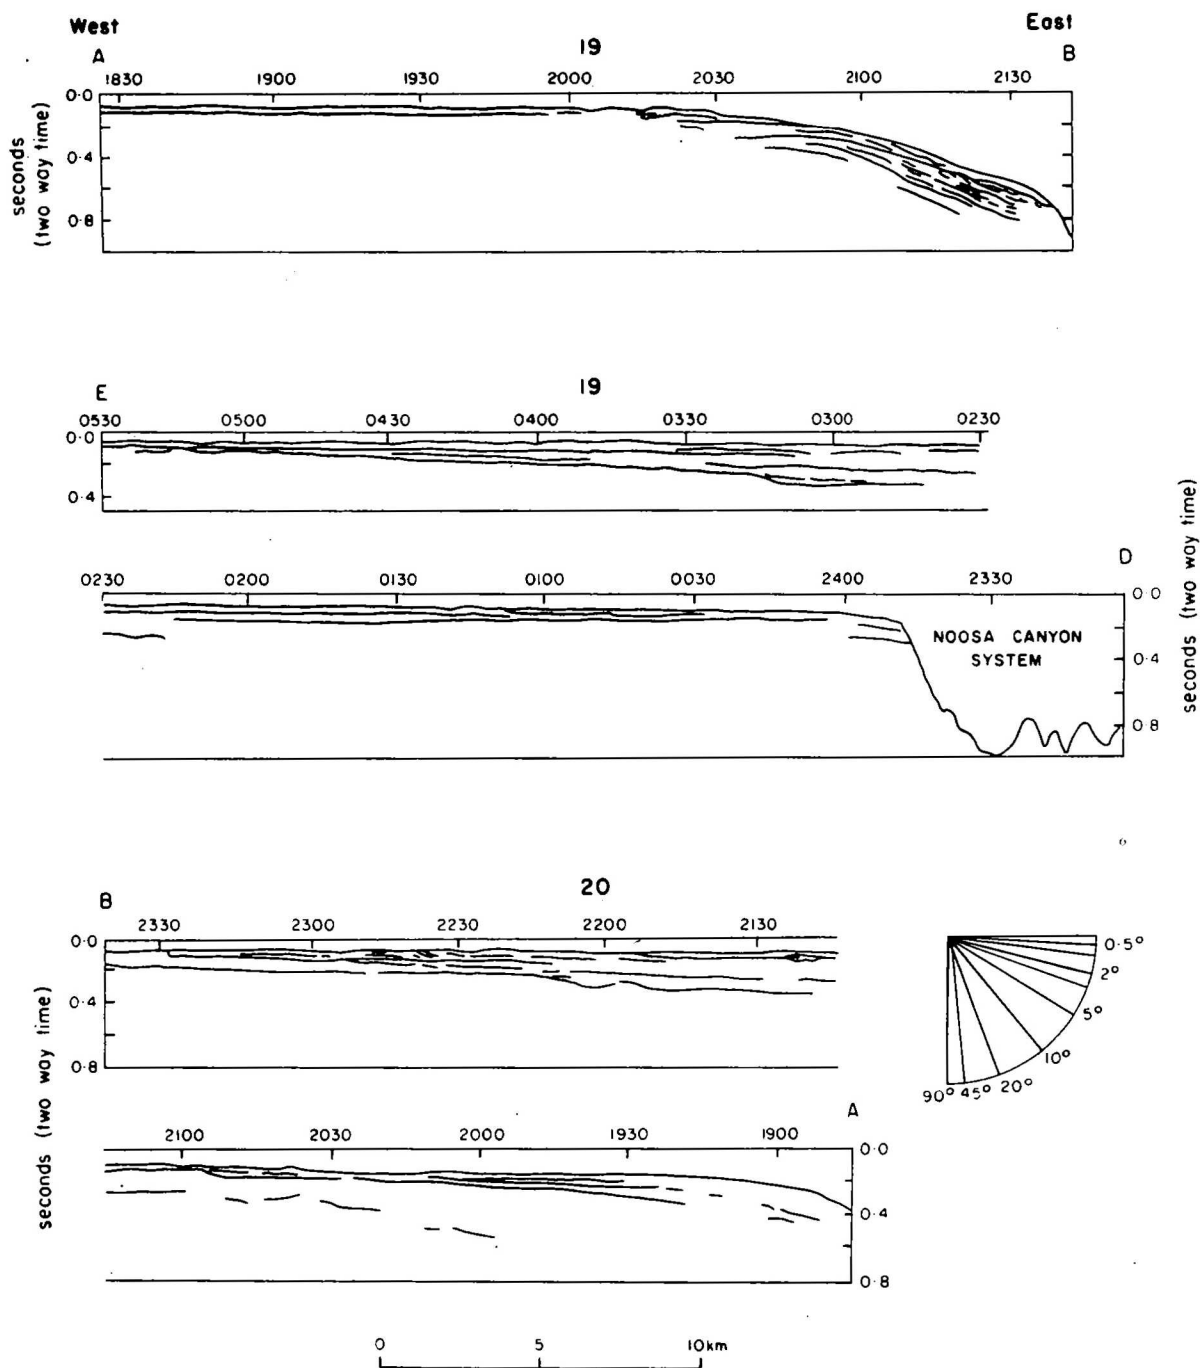 West East
A 19 B
1830 1900 1930 2000 2030 2100 2130
0·0
0·4
0·8
seconds
(two way time)
E 19
0530 0500 0430 0400 0330 0300 0230
0·0
0·4
D
0230 0200 0130 0100 0030 2400 2330
0·0
0·4
0·8
NOOSA CANYON
SYSTEM
seconds (two way time)
B 20
2330 2300 2230 2200 2130
0·0
0·4
0·8
0·5°
2°
5°
10°
20°
45°
90°
A
2100 2030 2000 1930 1900
0·0
0·4
0·8
seconds (two way time)
0 5 10km